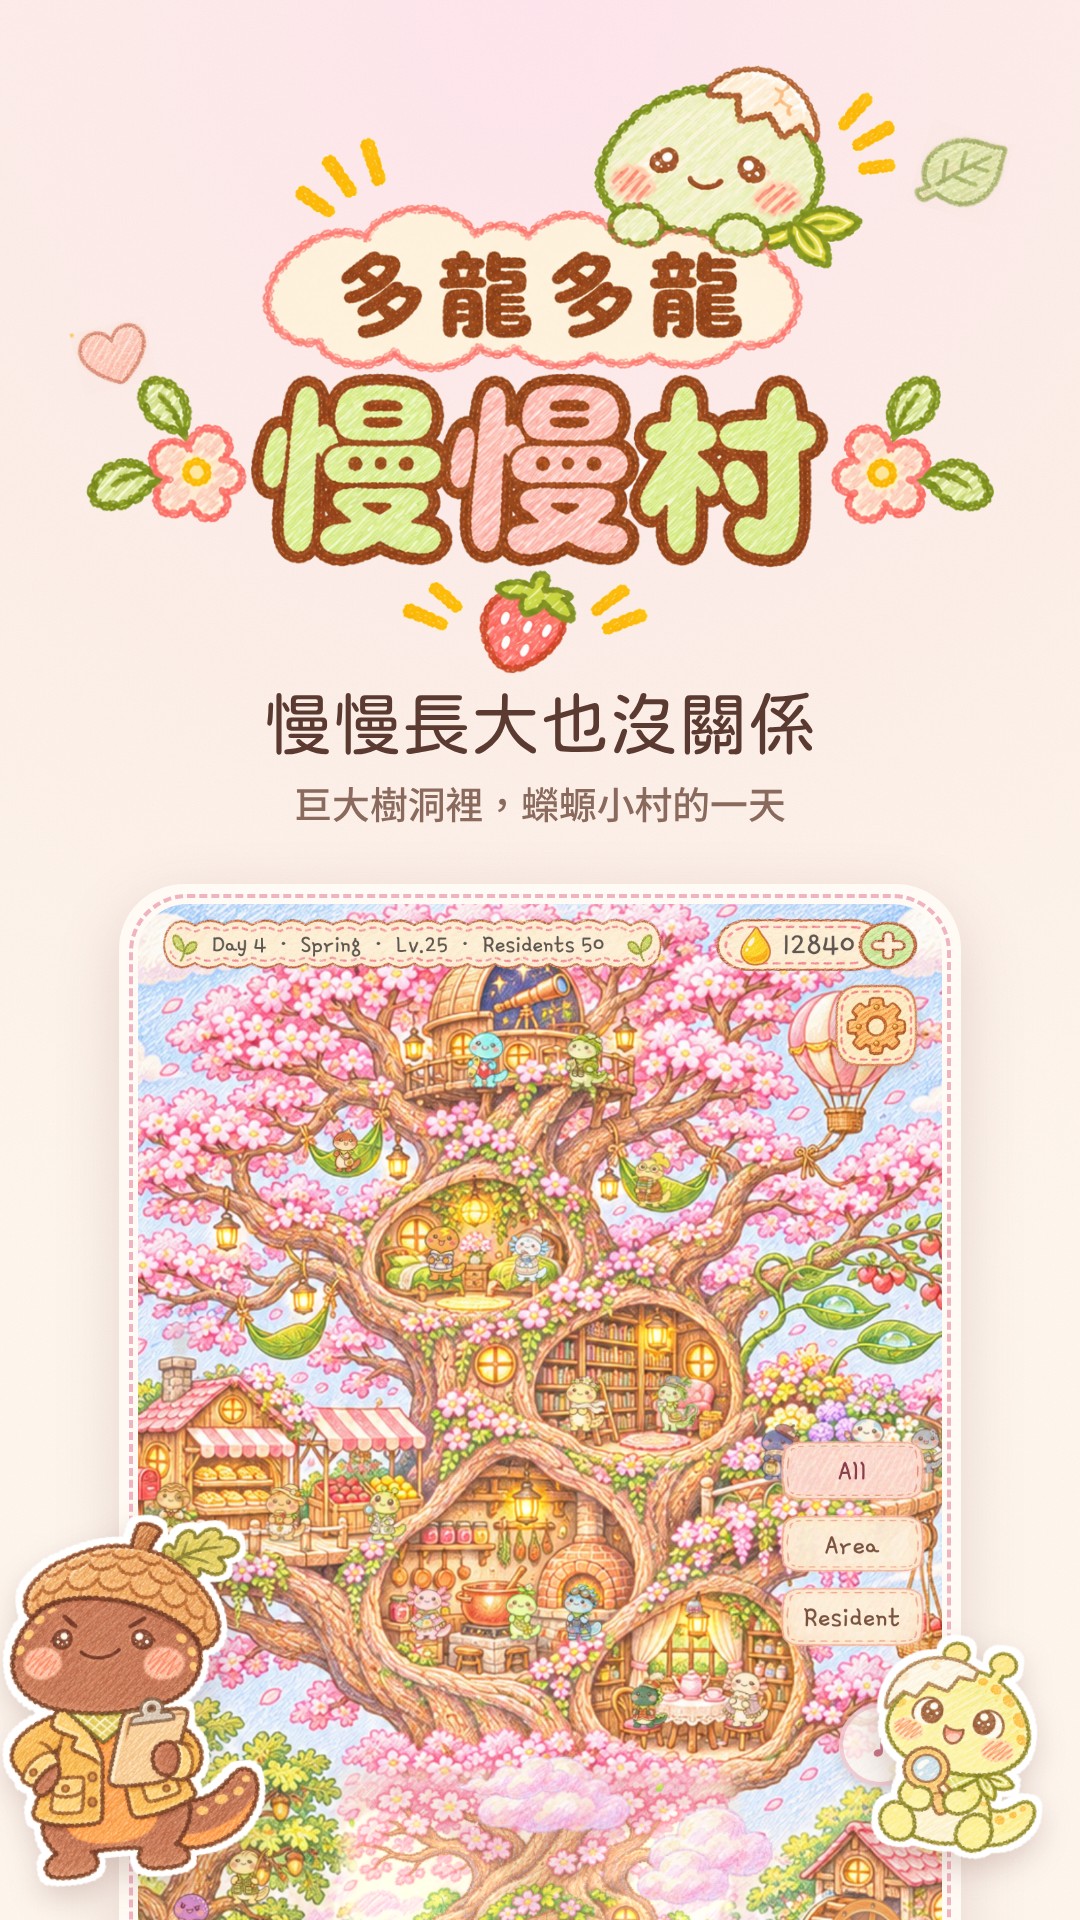 多龍多龍
慢慢村
慢慢長大也沒關係
巨大樹洞裡，蠑螈小村的一天
Day 4 · Spring · Lv.25 · Residents 50
12840
All
Area
Resident